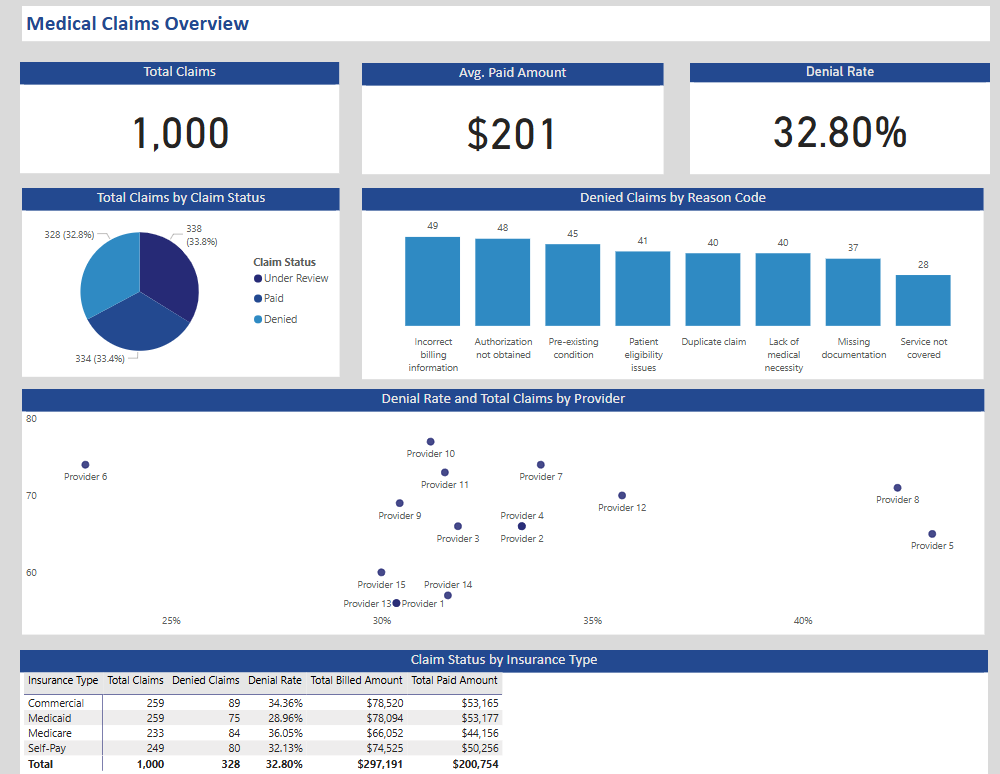 Medical Claims Overview
Total Claims
1,000
Avg. Paid Amount
$201
Denial Rate
32.80%
Total Claims by Claim Status
328 (32.8%)
338
(33.8%)
334 (33.4%)
Claim Status
Under Review
Paid
Denied
Denied Claims by Reason Code
49
48
45
41
40
40
37
28
Incorrect
billing
information
Authorization
not obtained
Pre-existing
condition
Patient
eligibility
issues
Duplicate claim
Lack of
medical
necessity
Missing
documentation
Service not
covered
Denial Rate and Total Claims by Provider
80
70
60
Provider 10
Provider 6
Provider 11
Provider 7
Provider 8
Provider 12
Provider 9
Provider 4
Provider 3
Provider 2
Provider 5
Provider 15
Provider 14
Provider 13
Provider 1
25%
30%
35%
40%
Claim Status by Insurance Type
Insurance Type Total Claims Denied Claims Denial Rate Total Billed Amount Total Paid Amount
Commercial 259 89 34.36% $78,520 $53,165
Medicaid 259 75 28.96% $78,094 $53,177
Medicare 233 84 36.05% $66,052 $44,156
Self-Pay 249 80 32.13% $74,525 $50,256
Total 1,000 328 32.80% $297,191 $200,754